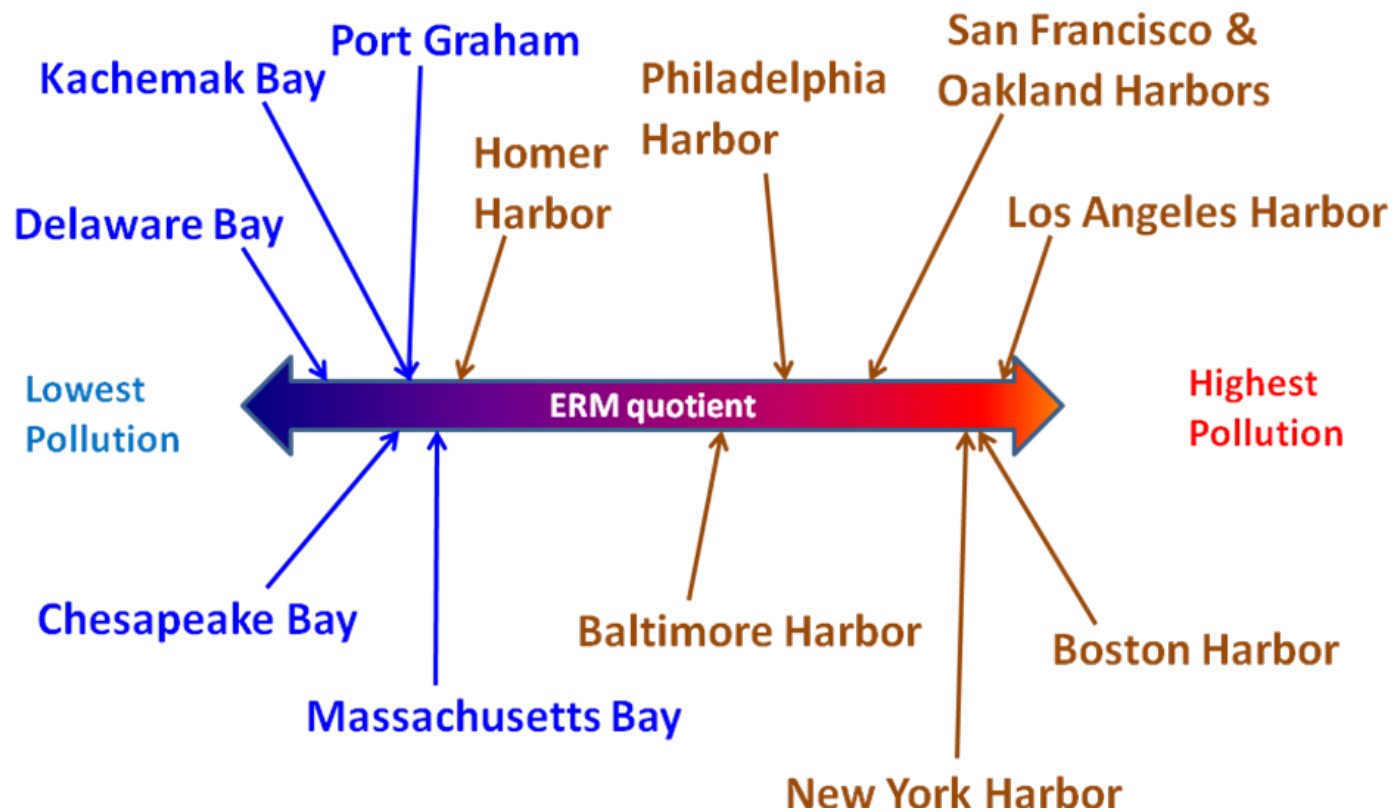 Port Graham
Kachemak Bay
Delaware Bay
Homer
Harbor
Philadelphia
Harbor
San Francisco &
Oakland Harbors
Los Angeles Harbor
Lowest
Pollution
ERM quotient
Highest
Pollution
Chesapeake Bay
Massachusetts Bay
Baltimore Harbor
Boston Harbor
New York Harbor